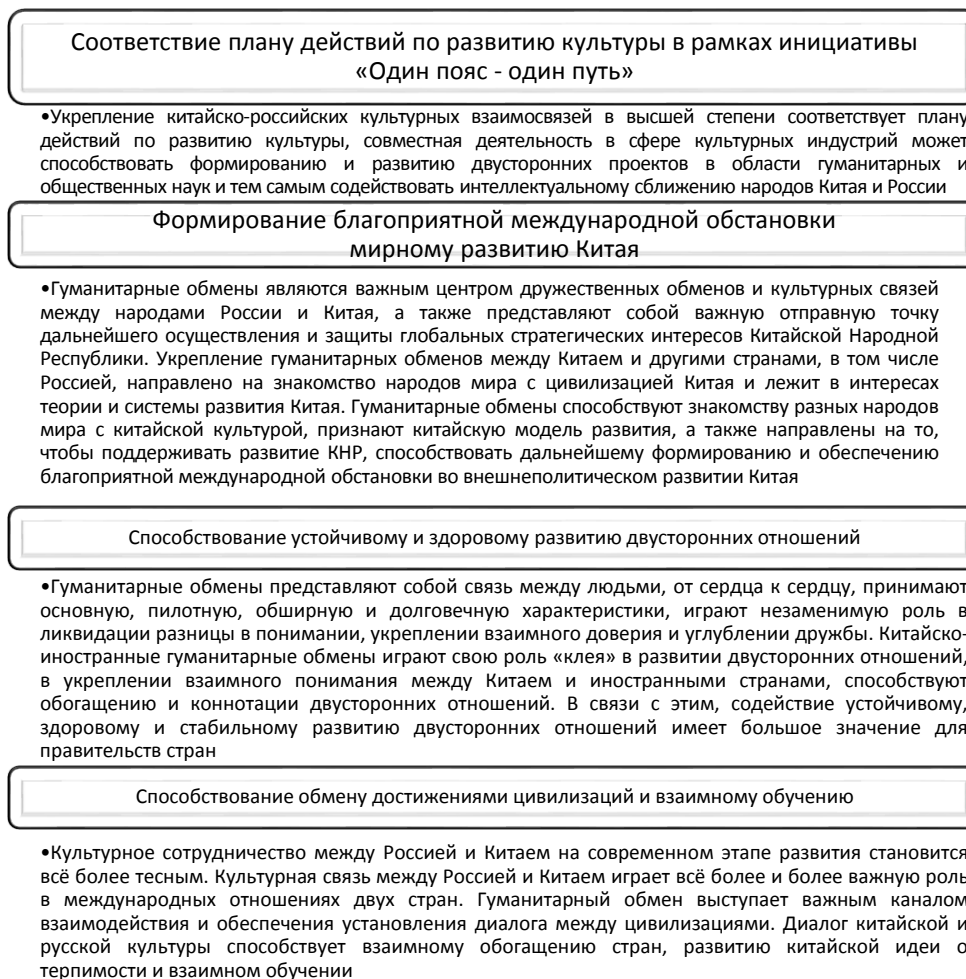 Соответствие плану действий по развитию культуры в рамках инициативы
«Один пояс - один путь»
•Укрепление китайско-российских культурных взаимосвязей в высшей степени соответствует плану
действий по развитию культуры, совместная деятельность в сфере культурных индустрий может
способствовать формированию и развитию двусторонних проектов в области гуманитарных и
общественных наук и тем самым содействовать интеллектуальному сближению народов Китая и России
Формирование благоприятной международной обстановки
мирному развитию Китая
•Гуманитарные обмены являются важным центром дружественных обменов и культурных связей
между народами России и Китая, а также представляют собой важную отправную точку
дальнейшего осуществления и защиты глобальных стратегических интересов Китайской Народной
Республики. Укрепление гуманитарных обменов между Китаем и другими странами, в том числе
Россией, направлено на знакомство народов мира с цивилизацией Китая и лежит в интересах
теории и системы развития Китая. Гуманитарные обмены способствуют знакомству разных народов
мира с китайской культурой, признают китайскую модель развития, а также направлены на то,
чтобы поддерживать развитие КНР, способствовать дальнейшему формированию и обеспечению
благоприятной международной обстановки во внешнеполитическом развитии Китая
Способствование устойчивому и здоровому развитию двусторонних отношений
•Гуманитарные обмены представляют собой связь между людьми, от сердца к сердцу, принимают
основную, пилотную, обширную и долговечную характеристики, играют незаменимую роль в
ликвидации разницы в понимании, укреплении взаимного доверия и углублении дружбы. Китайско-
иностранные гуманитарные обмены играют свою роль «клея» в развитии двусторонних отношений,
в укреплении взаимного понимания между Китаем и иностранными странами, способствуют
обогащению и коннотации двусторонних отношений. В связи с этим, содействие устойчивому,
здоровому и стабильному развитию двусторонних отношений имеет большое значение для
правительств стран
Способствование обмену достижениями цивилизаций и взаимному обучению
•Культурное сотрудничество между Россией и Китаем на современном этапе развития становится
всё более тесным. Культурная связь между Россией и Китаем играет всё более и более важную роль
в международных отношениях двух стран. Гуманитарный обмен выступает важным каналом
взаимодействия и обеспечения установления диалога между цивилизациями. Диалог китайской и
русской культуры способствует взаимному обогащению стран, развитию китайской идеи о
терпимости и взаимном обучении